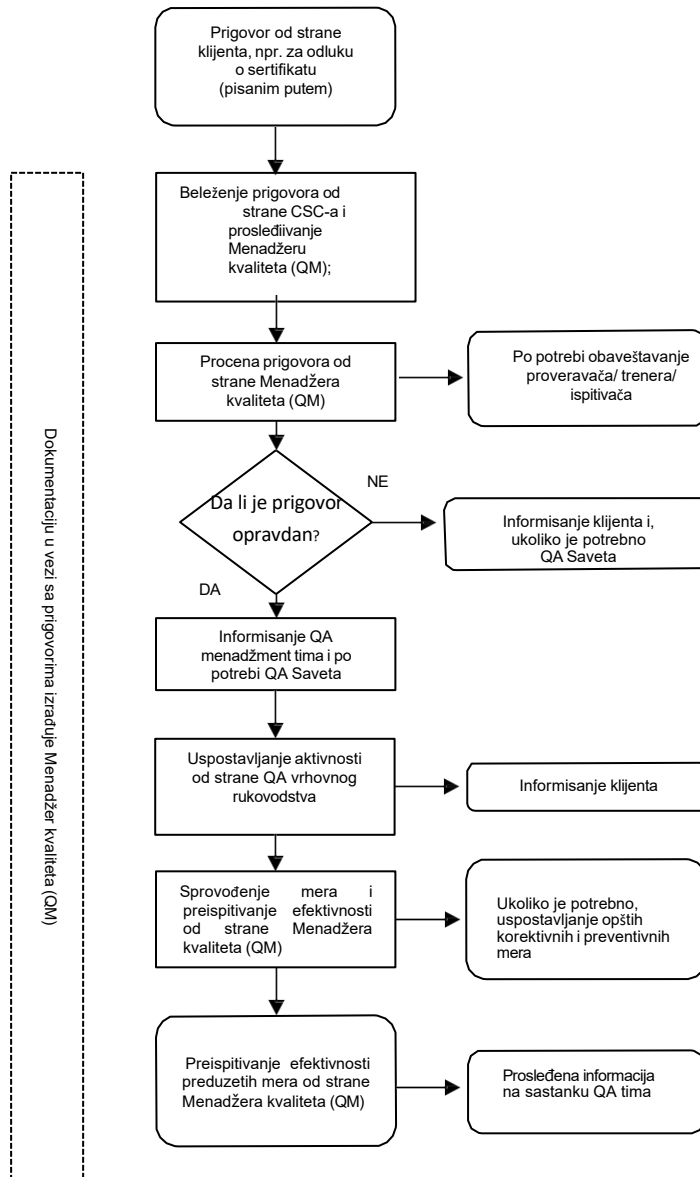 Prigovor od strane
klijenta, npr. za odluku
o sertifikatu
(pisanim putem)
Beleženje prigovora od
strane CSC-a i
prosleđiivanje
Menadžeru
kvaliteta (QM);
Procena prigovora od
strane Menadžera
kvaliteta (QM)
Po potrebi obaveštavanje
proveravača/ trenera/
ispitivača
Da li je prigovor
opravdan?
NE
Informisanje klijenta i,
ukoliko je potrebno
QA Saveta
DA
Informisanje QA
menadžment tima i po
potrebi QA Saveta
Uspostavljanje aktivnosti
od strane QA vrhovnog
rukovodstva
Informisanje klijenta
Sprovođenje mera i
preispitivanje efektivnosti
od strane Menadžera
kvaliteta (QM)
Ukoliko je potrebno,
uspostavljanje opštih
korektivnih i preventivnih
mera
Preispitivanje efektivnosti
preduzetih mera od strane
Menadžera kvaliteta (QM)
Prosleđena informacija
na sastanku QA tima
Dokumentaciju u vezi sa prigovorima izrađuje Menadžer kvaliteta (QM)